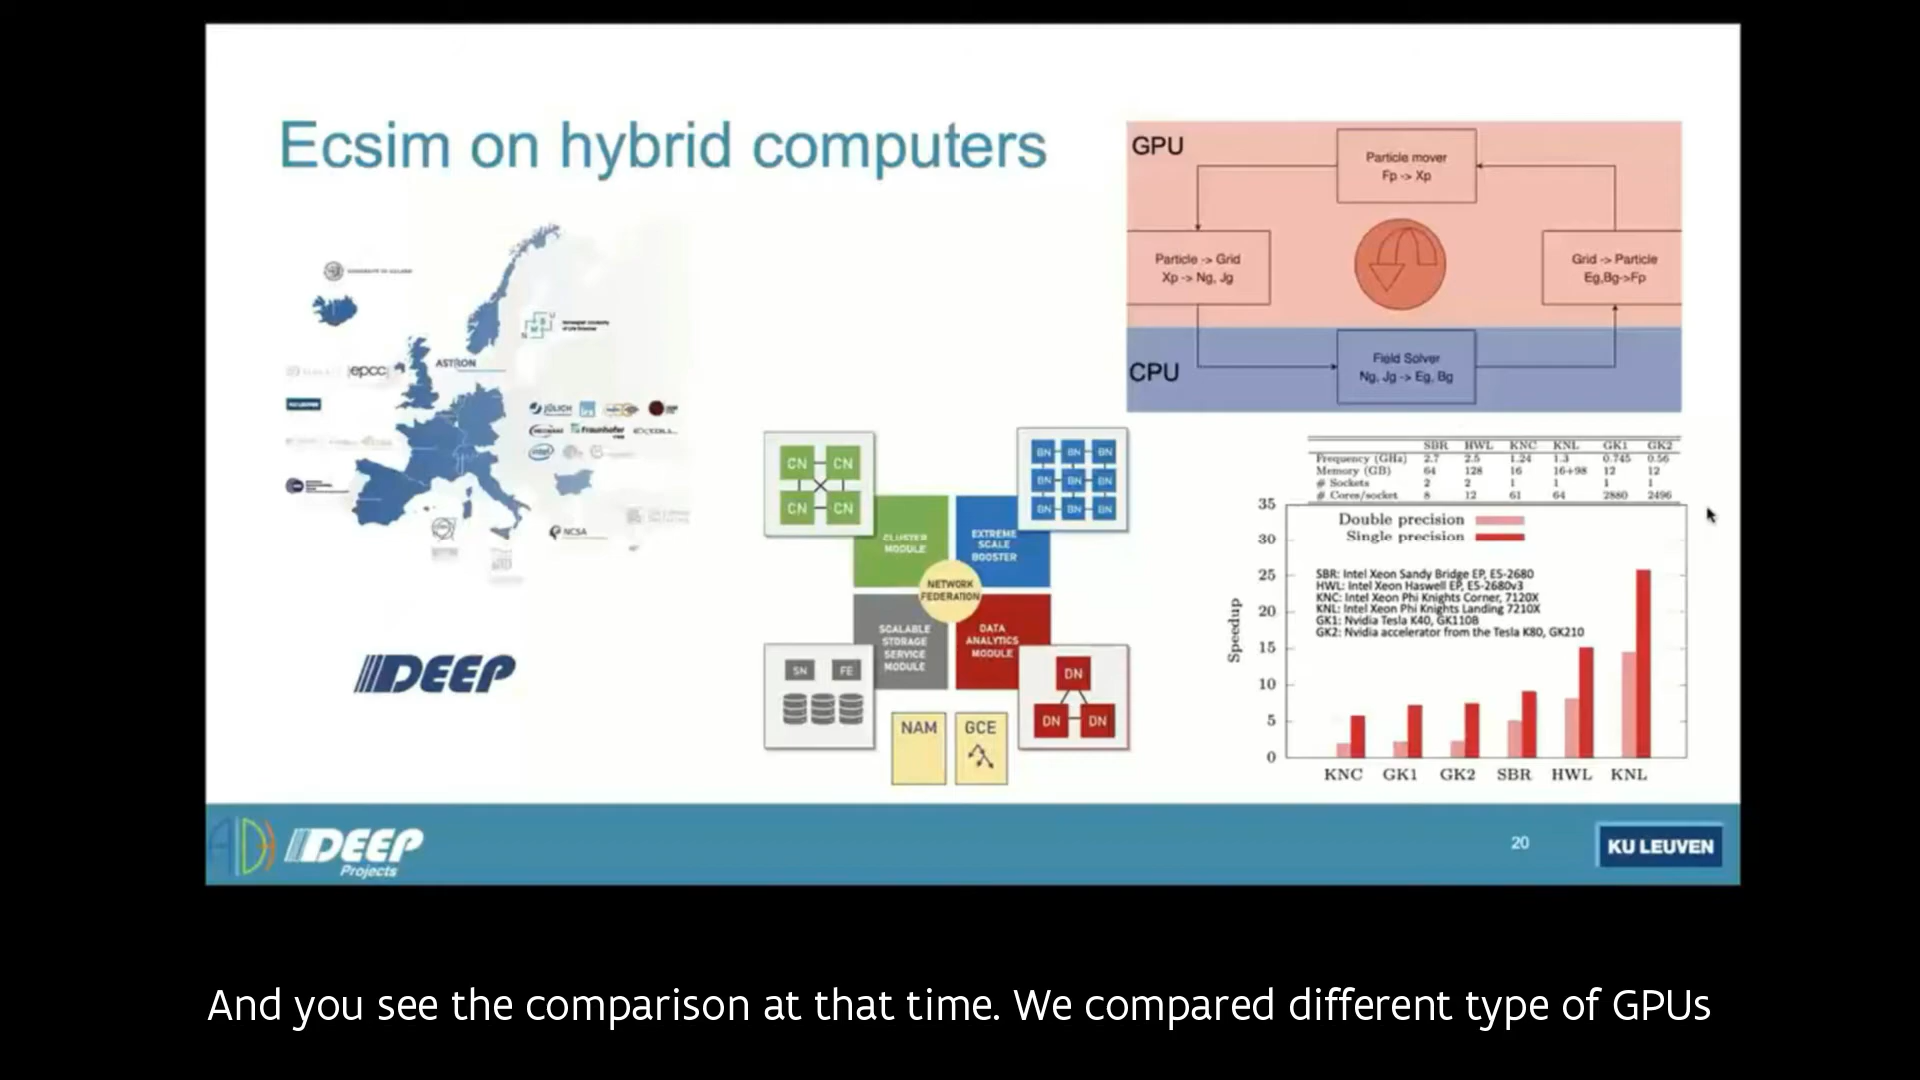 Ecsim on hybrid computers
GPU
Particle mover
Fp -> Xp
Particle -> Grid
Xp -> Ng, Jg
Grid -> Particle
Eg,Bg->Fp
CPU
Field Solver
Ng, Jg -> Eg, Bg
ASTRON
epcc
KU LEUVEN
JÜLICH
Fraunhofer
intel
NCSA
DEEP
CN CN
CN CN
BN BN BN
BN BN BN
BN BN BN
CLUSTER
MODULE
EXTREME
SCALE
BOOSTER
NETWORK
FEDERATION
SCALABLE
STORAGE
SERVICE
MODULE
DATA
ANALYTICS
MODULE
SN FE
DN
DN DN
NAM GCE
SBR HWL KNC KNL GK1 GK2
Frequency (GHz) 2.7 2.5 1.24 1.3 0.745 0.56
Memory (GB) 64 128 16 16+98 12 12
# Sockets 2 2 1 1 1 1
# Cores/socket 8 12 61 64 2880 2496
35
30
25
20
15
10
5
0
Speedup
Double precision
Single precision
SBR: Intel Xeon Sandy Bridge EP, E5-2680
HWL: Intel Xeon Haswell EP, E5-2680v3
KNC: Intel Xeon Phi Knights Corner, 7120X
KNL: Intel Xeon Phi Knights Landing 7210X
GK1: Nvidia Tesla K40, GK110B
GK2: Nvidia accelerator from the Tesla K80, GK210
KNC GK1 GK2 SBR HWL KNL
DEEP
Projects
20
KU LEUVEN
And you see the comparison at that time. We compared different type of GPUs